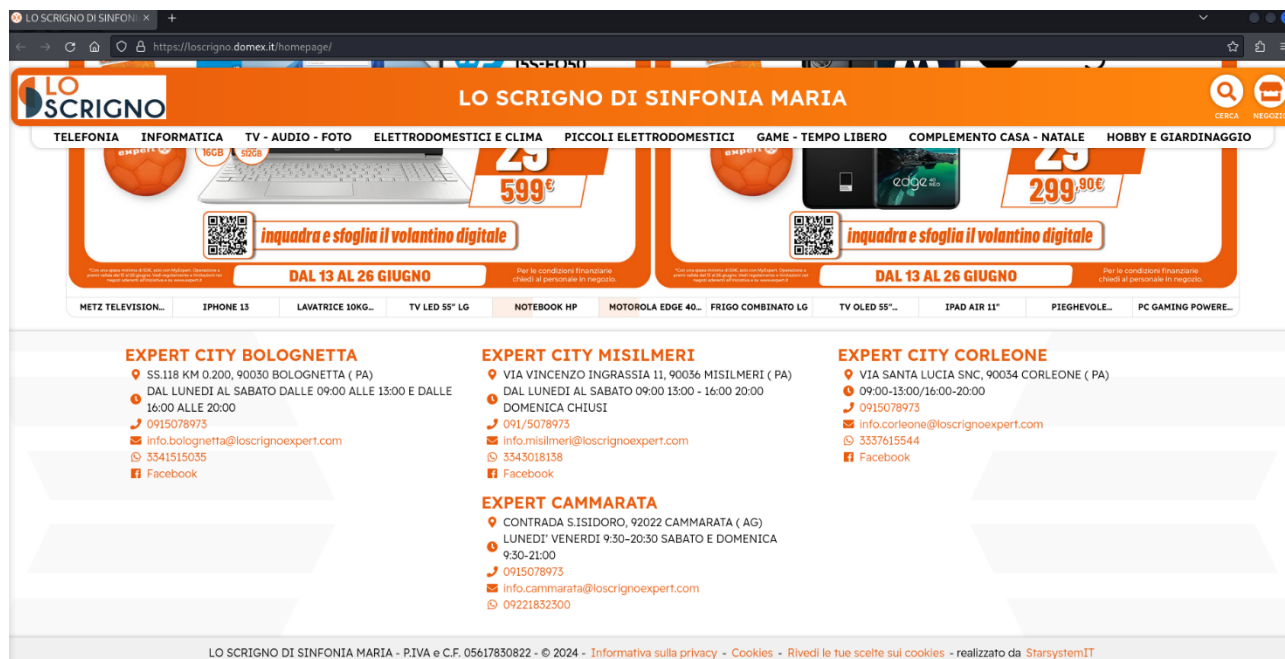 LO SCRIGNO DI SINFONI
https://loscrigno.domex.it/homepage/
LO
SCRIGNO
LO SCRIGNO DI SINFONIA MARIA
CERCA
NEGOZIO
TELEFONIA INFORMATICA TV - AUDIO - FOTO ELETTRODOMESTICI E CLIMA PICCOLI ELETTRODOMESTICI GAME - TEMPO LIBERO COMPLEMENTO CASA - NATALE HOBBY E GIARDINAGGIO
expert
16GB
512GB
29
599€
inquadra e sfoglia il volantino digitale
DAL 13 AL 26 GIUGNO
Per le condizioni finanziarie
chiedi al personale in negozio.
edge 40
NEO
29
299,90€
inquadra e sfoglia il volantino digitale
DAL 13 AL 26 GIUGNO
Per le condizioni finanziarie
chiedi al personale in negozio.
METZ TELEVISION... IPHONE 13 LAVATRICE 10KG... TV LED 55" LG NOTEBOOK HP MOTOROLA EDGE 40... FRIGO COMBINATO LG TV OLED 55"... IPAD AIR 11" PIEGHEVOLE... PC GAMING POWERE...
EXPERT CITY BOLOGNETTA
SS.118 KM 0.200, 90030 BOLOGNETTA ( PA)
DAL LUNEDI AL SABATO DALLE 09:00 ALLE 13:00 E DALLE
16:00 ALLE 20:00
0915078973
info.bolognetta@loscrignoexpert.com
3341515035
Facebook
EXPERT CITY MISILMERI
VIA VINCENZO INGRASSIA 11, 90036 MISILMERI ( PA)
DAL LUNEDI AL SABATO 09:00 13:00 - 16:00 20:00
DOMENICA CHIUSI
091/5078973
info.misilmeri@loscrignoexpert.com
3343018138
Facebook
EXPERT CITY CORLEONE
VIA SANTA LUCIA SNC, 90034 CORLEONE ( PA)
09:00-13:00/16:00-20:00
0915078973
info.corleone@loscrignoexpert.com
3337615544
Facebook
EXPERT CAMMARATA
CONTRADA S.ISIDORO, 92022 CAMMARATA ( AG)
LUNEDI' VENERDI 9:30–20:30 SABATO E DOMENICA
9:30-21:00
0915078973
info.cammarata@loscrignoexpert.com
09221832300
LO SCRIGNO DI SINFONIA MARIA - P.IVA e C.F. 05617830822 - © 2024 - Informativa sulla privacy - Cookies - Rivedi le tue scelte sui cookies - realizzato da StarsystemIT